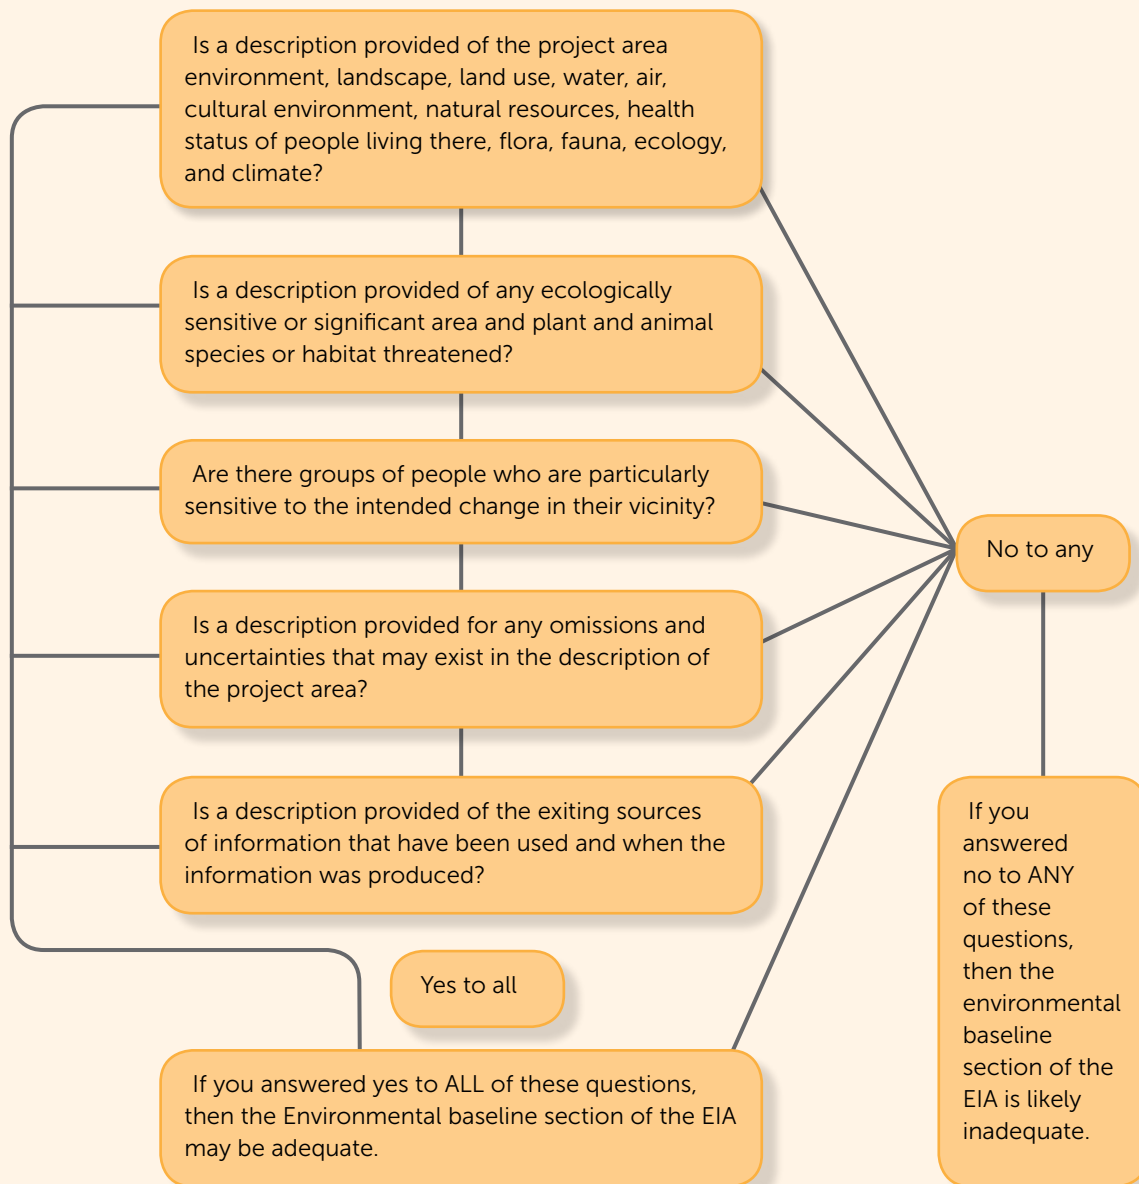 Is a description provided of the project area
environment, landscape, land use, water, air,
cultural environment, natural resources, health
status of people living there, flora, fauna, ecology,
and climate?
Is a description provided of any ecologically
sensitive or significant area and plant and animal
species or habitat threatened?
Are there groups of people who are particularly
sensitive to the intended change in their vicinity?
Is a description provided for any omissions and
uncertainties that may exist in the description of
the project area?
Is a description provided of the exiting sources
of information that have been used and when the
information was produced?
Yes to all
If you answered yes to ALL of these questions,
then the Environmental baseline section of the EIA
may be adequate.
No to any
If you
answered
no to ANY
of these
questions,
then the
environmental
baseline
section of the
EIA is likely
inadequate.